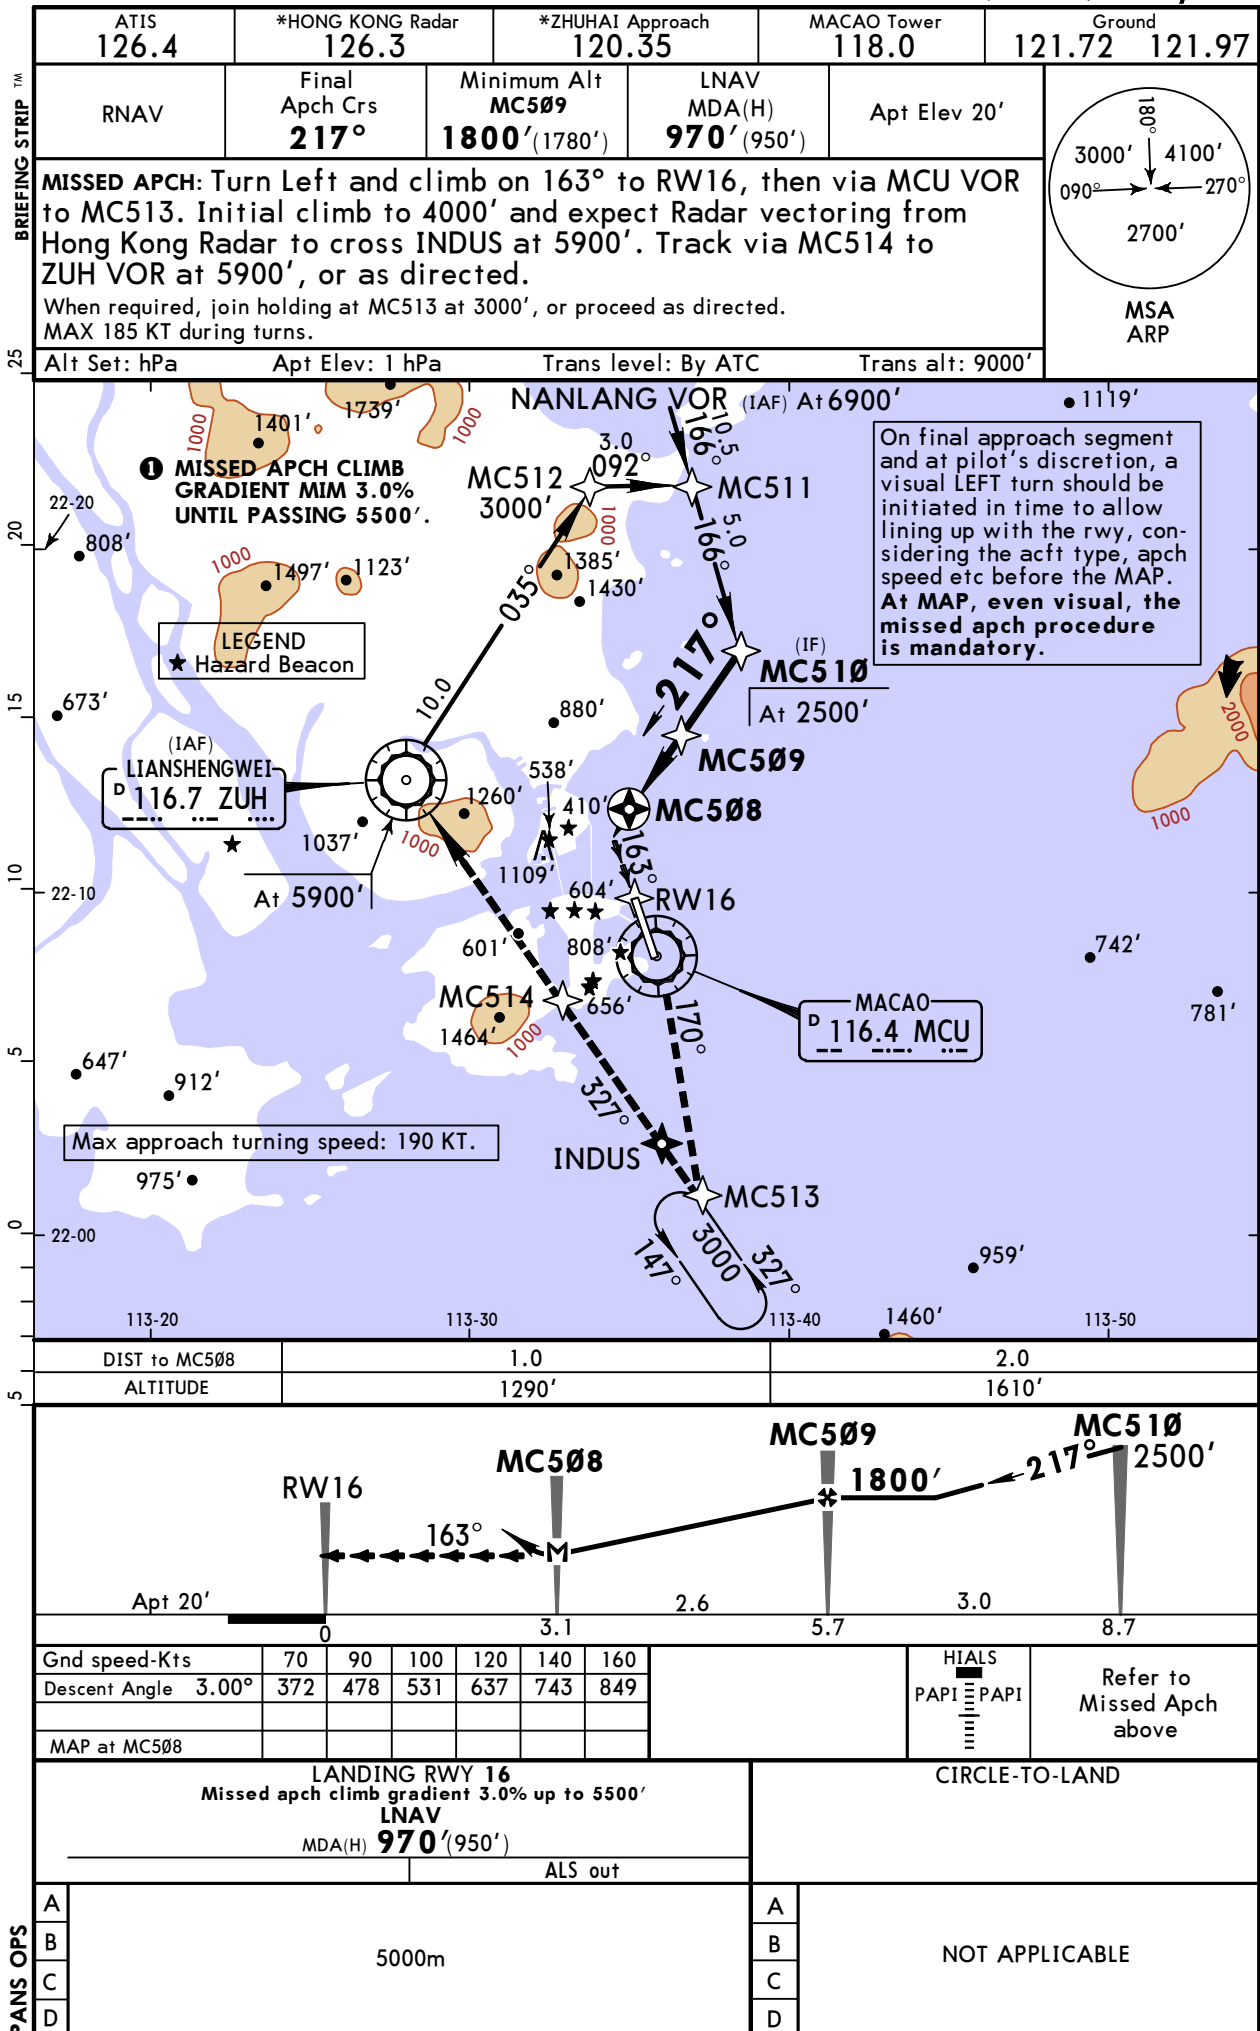 ATIS
126.4
*HONG KONG Radar
126.3
*ZHUHAI Approach
120.35
MACAO Tower
118.0
Ground
121.72 121.97
BRIEFING STRIP TM
RNAV
Final
Apch Crs
217°
Minimum Alt
MC5Ø9
1800'(1780')
LNAV
MDA(H)
970'(950')
Apt Elev 20'
MISSED APCH: Turn Left and climb on 163° to RW16, then via MCU VOR
to MC513. Initial climb to 4000' and expect Radar vectoring from
Hong Kong Radar to cross INDUS at 5900'. Track via MC514 to
ZUH VOR at 5900', or as directed.
When required, join holding at MC513 at 3000', or proceed as directed.
MAX 185 KT during turns.
180°
3000' 4100'
090° 270°
2700'
MSA
ARP
Alt Set: hPa Apt Elev: 1 hPa Trans level: By ATC Trans alt: 9000'
25
20
15
10
5
0
5
NANLANG VOR (IAF) At 6900'
1119'
1000
1401'
1739'
1000
10.5
166°
❶ MISSED APCH CLIMB
GRADIENT MIM 3.0%
UNTIL PASSING 5500'.
3.0
092°
MC512
3000'
MC511
On final approach segment
and at pilot's discretion, a
visual LEFT turn should be
initiated in time to allow
lining up with the rwy, con-
sidering the acft type, apch
speed etc before the MAP.
At MAP, even visual, the
missed apch procedure
is mandatory.
22-20
808'
1000
1497'
1123'
1000
1385'
1430'
5.0
166°
035°
10.0
217°
(IF)
MC51Ø
At 2500'
LEGEND
Hazard Beacon
673'
880'
2000
1000
(IAF)
LIANSHENGWEI
D 116.7 ZUH
MC5Ø9
538'
410'
MC5Ø8
1260'
1037'
1000
1109'
163°
At 5900'
22-10
604'
RW16
601'
808'
742'
MC514
656'
1464'
1000
170°
MACAO
D 116.4 MCU
781'
647'
912'
327°
Max approach turning speed: 190 KT.
INDUS
975'
MC513
22-00
147°
3000
327°
959'
1460'
113-20
113-30
113-40
113-50
DIST to MC5Ø8 1.0 2.0
ALTITUDE 1290' 1610'
RW16
MC5Ø8
MC5Ø9
MC51Ø
2500'
217°
1800'
163°
M
Apt 20'
2.6
3.0
0
3.1
5.7
8.7
Gnd speed-Kts 70 90 100 120 140 160
Descent Angle 3.00° 372 478 531 637 743 849
MAP at MC5Ø8
HIALS
PAPI PAPI
Refer to
Missed Apch
above
LANDING RWY 16
Missed apch climb gradient 3.0% up to 5500'
LNAV
MDA(H) 970'(950')
ALS out
CIRCLE-TO-LAND
PANS OPS
A
B
C
D
5000m
A
B
C
D
NOT APPLICABLE